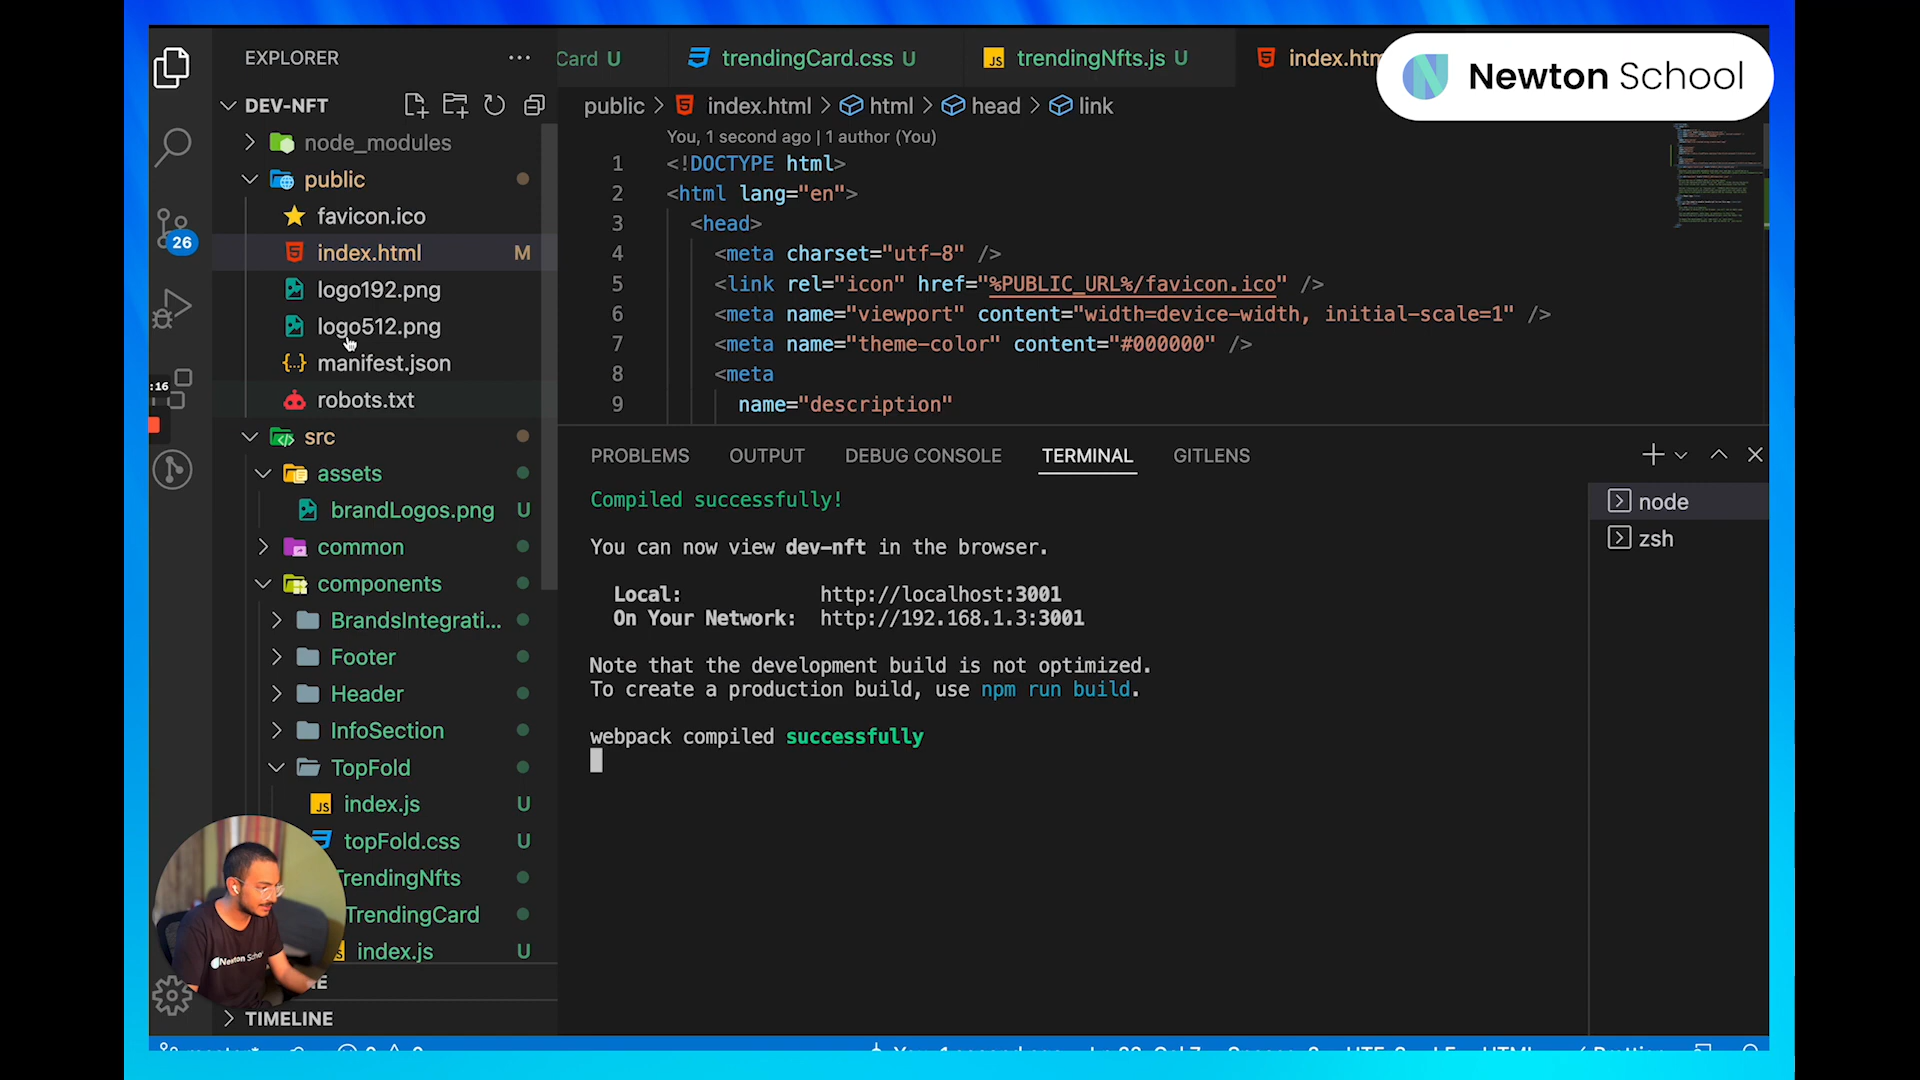 EXPLORER
DEV-NFT
node_modules
public
favicon.ico
index.html M
logo192.png
logo512.png
manifest.json
robots.txt
src
assets
brandLogos.png U
common
components
BrandsIntegrati...
Footer
Header
InfoSection
TopFold
index.js U
topFold.css U
TrendingNfts
TrendingCard
index.js U
TIMELINE
26
:16
Card U
trendingCard.css U
trendingNfts.js U
index.htm
Newton School
public > index.html > html > head > link
You, 1 second ago | 1 author (You)
1 <!DOCTYPE html>
2 <html lang="en">
3 <head>
4 <meta charset="utf-8" />
5 <link rel="icon" href="%PUBLIC_URL%/favicon.ico" />
6 <meta name="viewport" content="width=device-width, initial-scale=1" />
7 <meta name="theme-color" content="#000000" />
8 <meta
9 name="description"
PROBLEMS OUTPUT DEBUG CONSOLE TERMINAL GITLENS
Compiled successfully!
You can now view dev-nft in the browser.
Local: http://localhost:3001
On Your Network: http://192.168.1.3:3001
Note that the development build is not optimized.
To create a production build, use npm run build.
webpack compiled successfully
node
zsh
Newton School